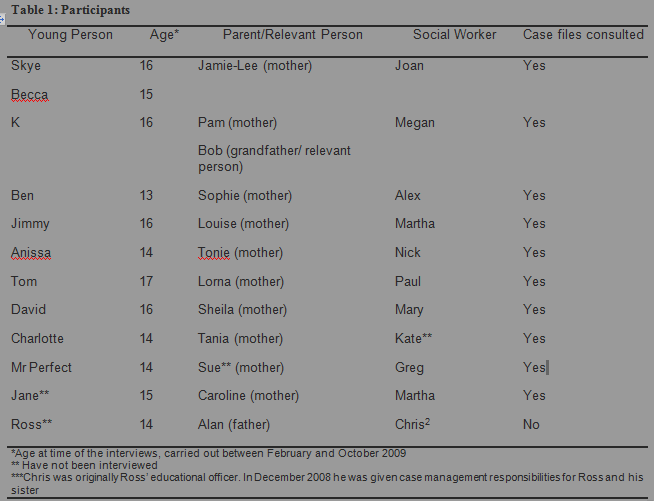 Table 1: Participants
Young Person Age* Parent/Relevant Person Social Worker Case files consulted
Skye 16 Jamie-Lee (mother) Joan Yes
Becca 15
K 16 Pam (mother) Megan Yes
Bob (grandfather/ relevant
person)
Ben 13 Sophie (mother) Alex Yes
Jimmy 16 Louise (mother) Martha Yes
Anissa 14 Tonie (mother) Nick Yes
Tom 17 Lorna (mother) Paul Yes
David 16 Sheila (mother) Mary Yes
Charlotte 14 Tania (mother) Kate** Yes
Mr Perfect 14 Sue** (mother) Greg Yes
Jane** 15 Caroline (mother) Martha Yes
Ross** 14 Alan (father) Chris² No
*Age at time of the interviews, carried out between February and October 2009
** Have not been interviewed
***Chris was originally Ross' educational officer. In December 2008 he was given case management responsibilities for Ross and his
sister